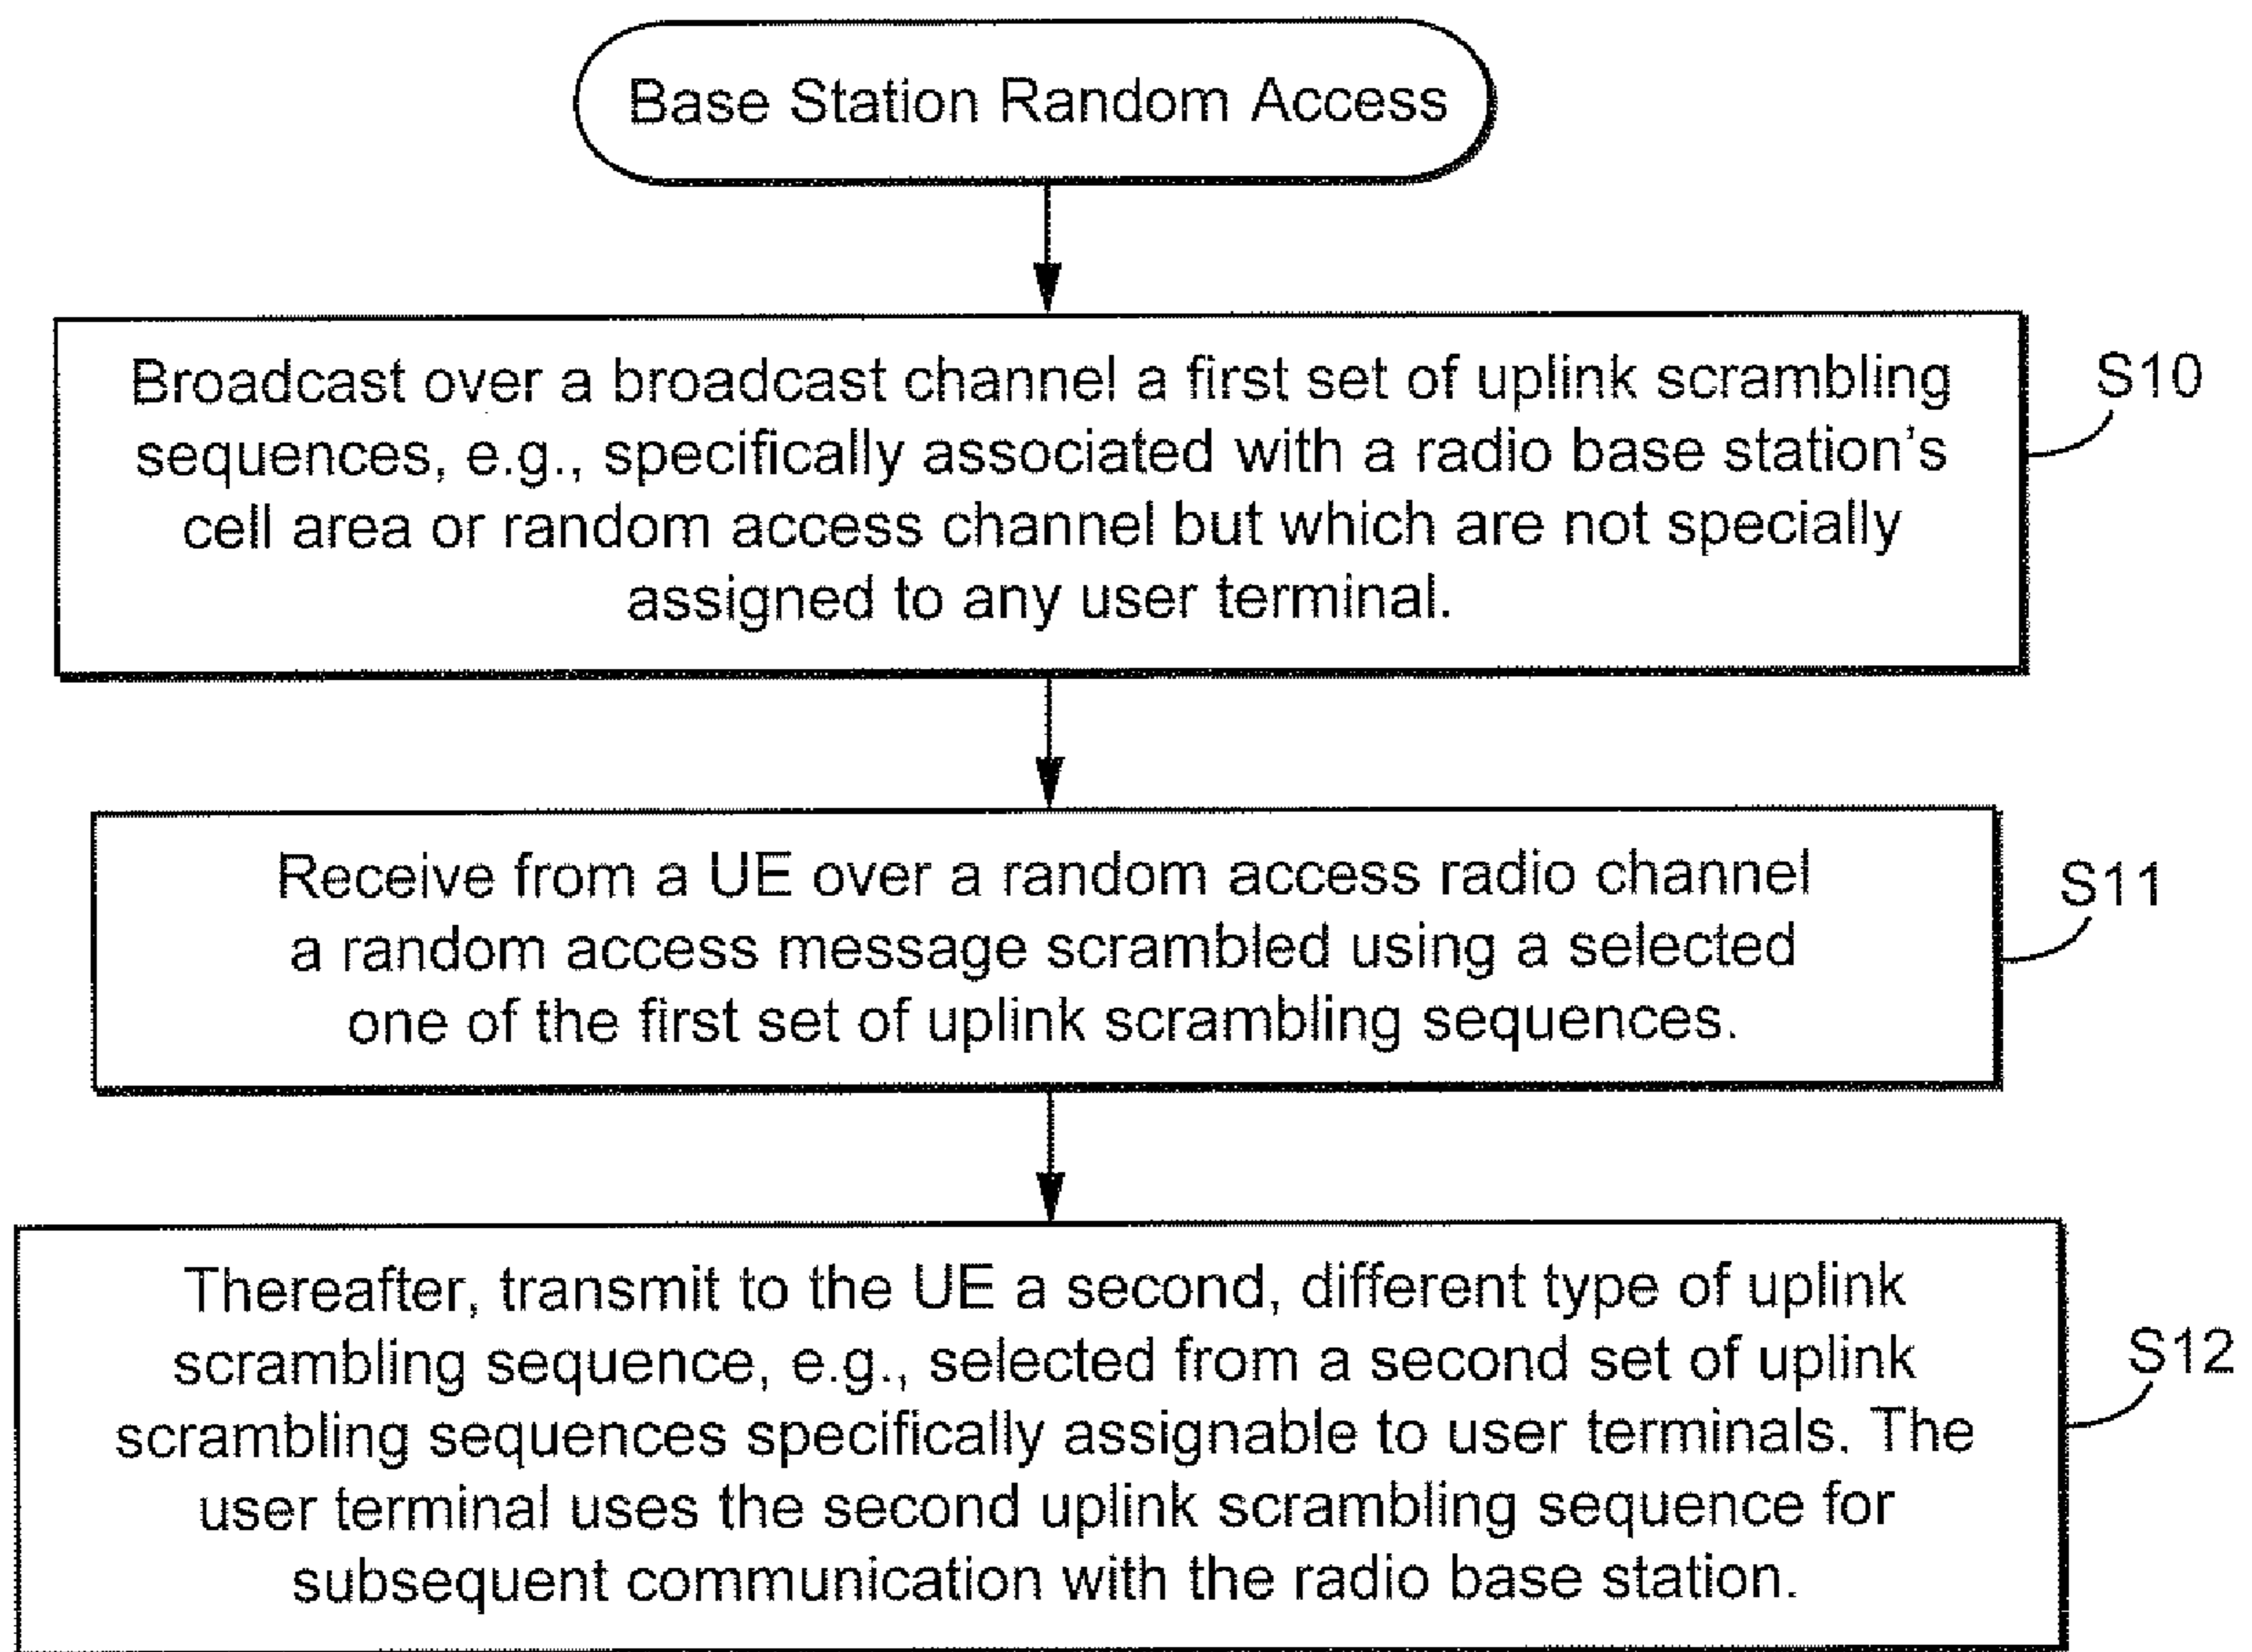 Base Station Random Access
Broadcast over a broadcast channel a first set of uplink scrambling
sequences, e.g., specifically associated with a radio base station's
cell area or random access channel but which are not specially
assigned to any user terminal.
S10
Receive from a UE over a random access radio channel
a random access message scrambled using a selected
one of the first set of uplink scrambling sequences.
S11
Thereafter, transmit to the UE a second, different type of uplink
scrambling sequence, e.g., selected from a second set of uplink
scrambling sequences specifically assignable to user terminals. The
user terminal uses the second uplink scrambling sequence for
subsequent communication with the radio base station.
S12